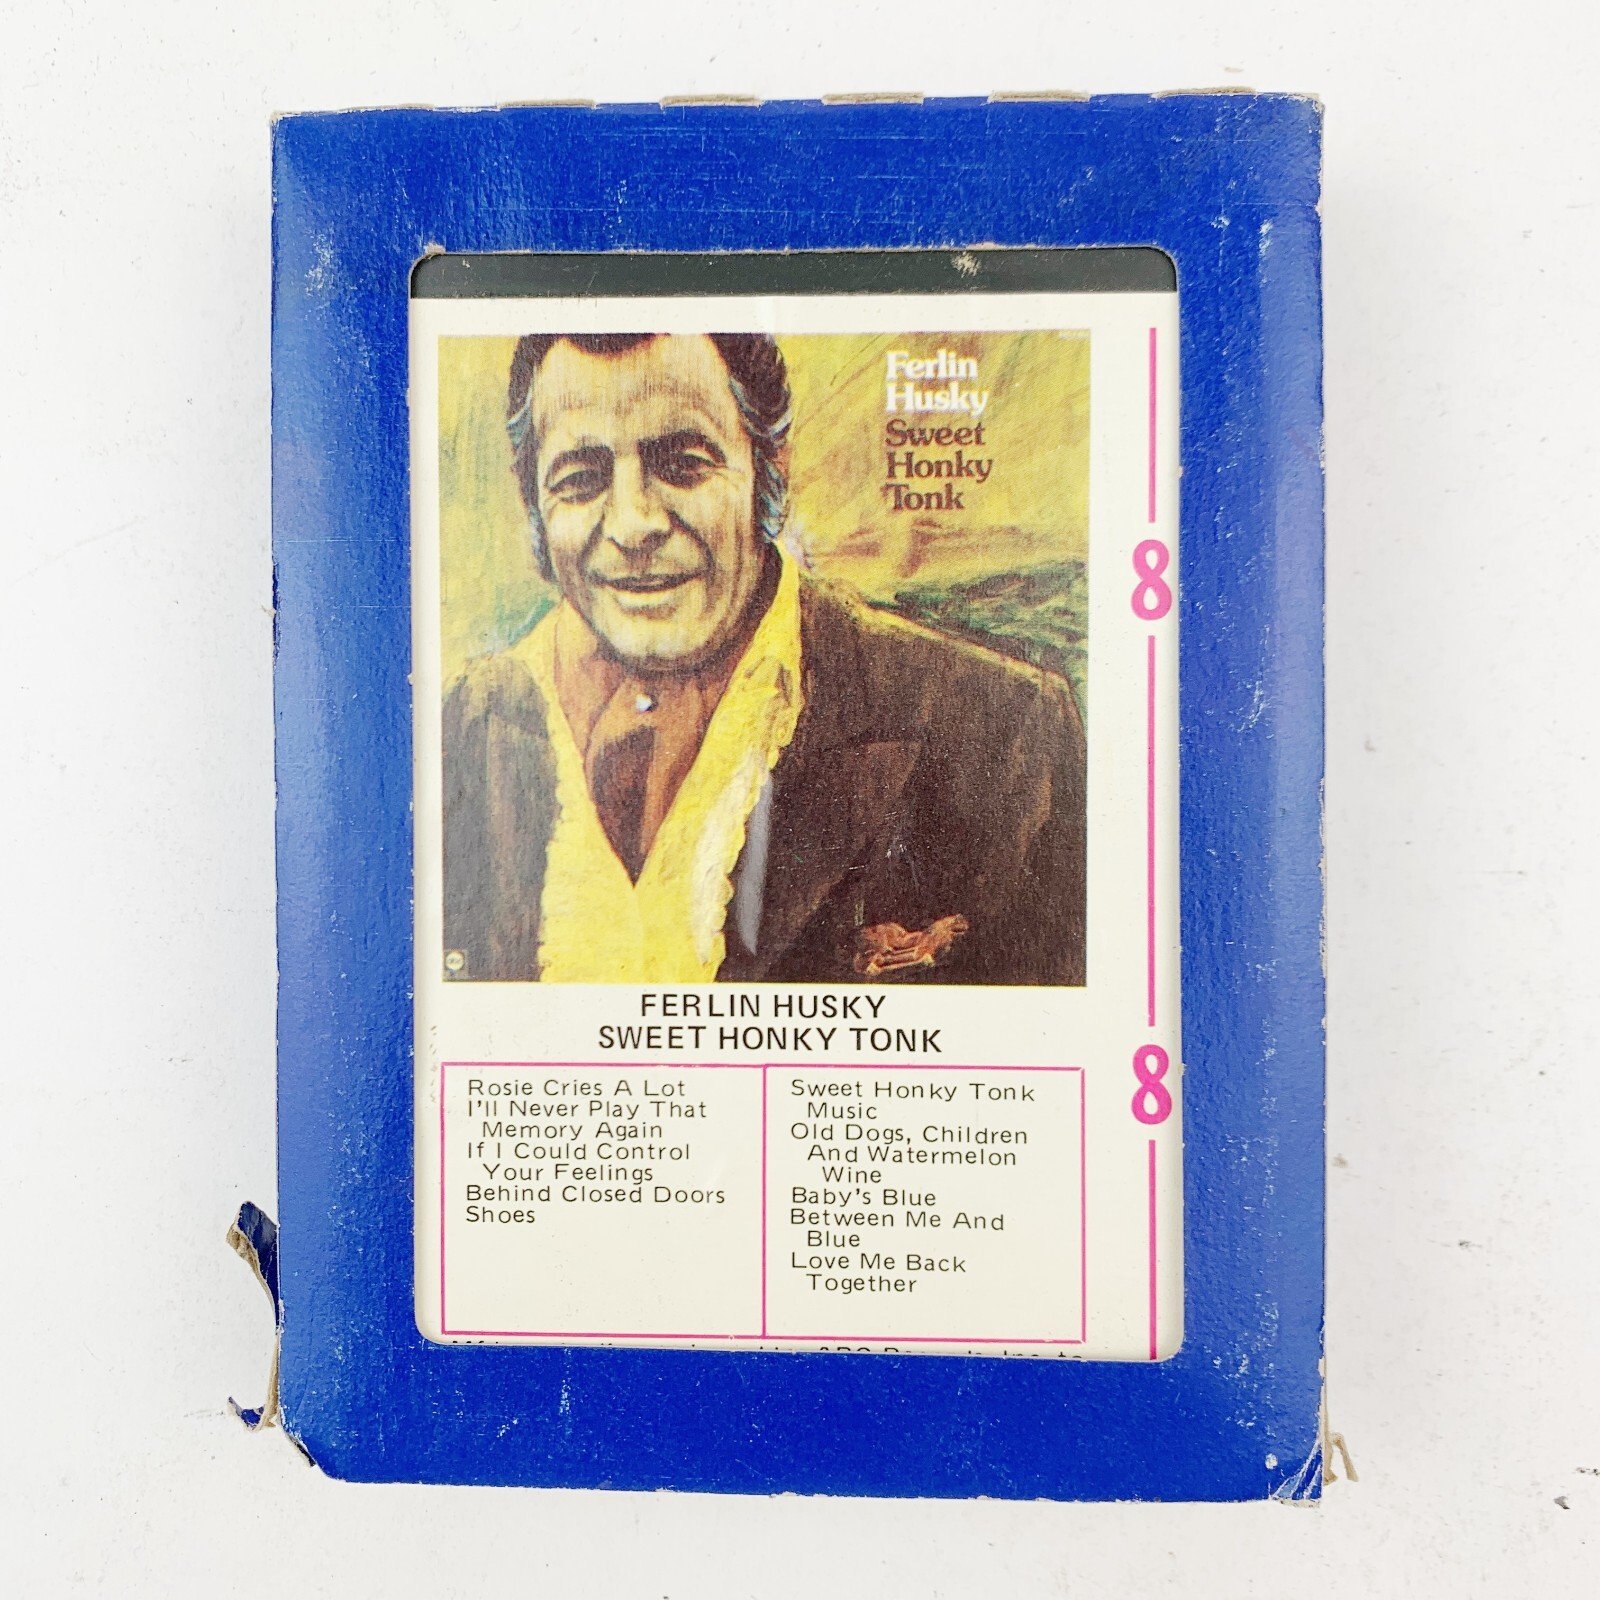 Ferlin
Husky
Sweet
Honky
Tonk
8
8
FERLIN HUSKY
SWEET HONKY TONK
Rosie Cries A Lot
I'll Never Play That
Memory Again
If I Could Control
Your Feelings
Behind Closed Doors
Shoes
Sweet Honky Tonk
Music
Old Dogs, Children
And Watermelon
Wine
Baby's Blue
Between Me And
Blue
Love Me Back
Together